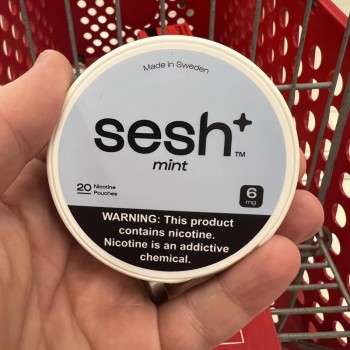 Made in Sweden
sesh+™
mint
20 Nicotine
Pouches
6
mg
WARNING: This product
contains nicotine.
Nicotine is an addictive
chemical.